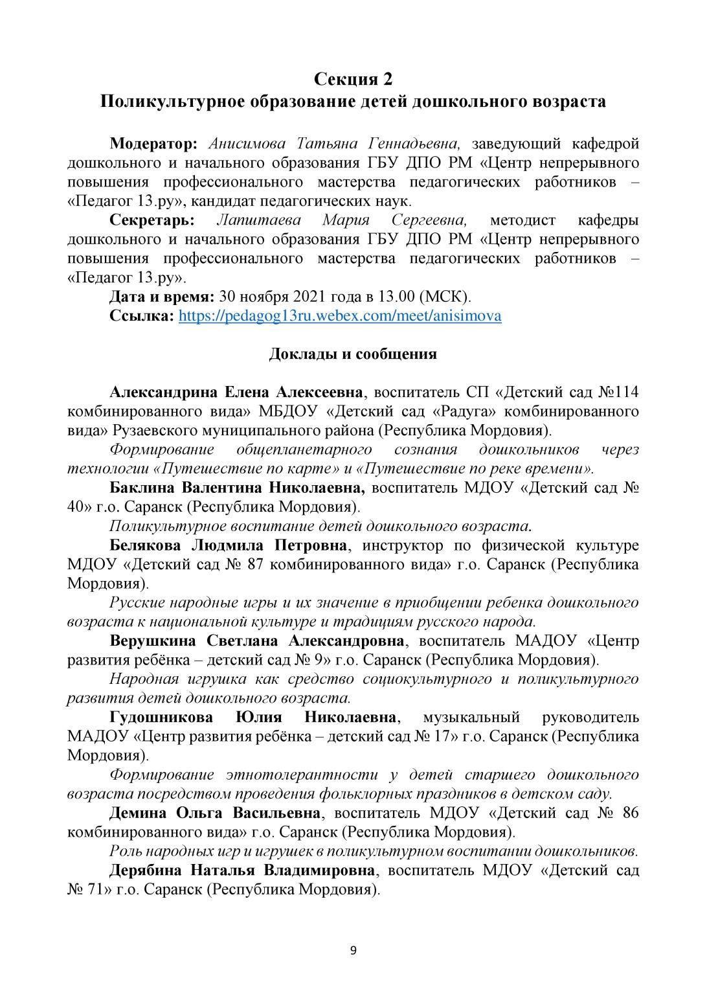 Секция 2
Поликультурное образование детей дошкольного возраста
Модератор: Анисимова Татьяна Геннадьевна, заведующий кафедрой
дошкольного и начального образования ГБУ ДПО РМ «Центр непрерывного
повышения профессионального мастерства педагогических работников –
«Педагог 13.ру», кандидат педагогических наук.
Секретарь: Лапштаева Мария Сергеевна, методист кафедры
дошкольного и начального образования ГБУ ДПО РМ «Центр непрерывного
повышения профессионального мастерства педагогических работников –
«Педагог 13.ру».
Дата и время: 30 ноября 2021 года в 13.00 (МСК).
Ссылка: https://pedagog13ru.webex.com/meet/anisimova
Доклады и сообщения
Александрина Елена Алексеевна, воспитатель СП «Детский сад №114
комбинированного вида» МБДОУ «Детский сад «Радуга» комбинированного
вида» Рузаевского муниципального района (Республика Мордовия).
Формирование общепланетарного сознания дошкольников через
технологии «Путешествие по карте» и «Путешествие по реке времени».
Баклина Валентина Николаевна, воспитатель МДОУ «Детский сад №
40» г.о. Саранск (Республика Мордовия).
Поликультурное воспитание детей дошкольного возраста.
Белякова Людмила Петровна, инструктор по физической культуре
МДОУ «Детский сад № 87 комбинированного вида» г.о. Саранск (Республика
Мордовия).
Русские народные игры и их значение в приобщении ребенка дошкольного
возраста к национальной культуре и традициям русского народа.
Верушкина Светлана Александровна, воспитатель МАДОУ «Центр
развития ребёнка – детский сад № 9» г.о. Саранск (Республика Мордовия).
Народная игрушка как средство социокультурного и поликультурного
развития детей дошкольного возраста.
Гудошникова Юлия Николаевна, музыкальный руководитель
МАДОУ «Центр развития ребёнка – детский сад № 17» г.о. Саранск (Республика
Мордовия).
Формирование этнотолерантности у детей старшего дошкольного
возраста посредством проведения фольклорных праздников в детском саду.
Демина Ольга Васильевна, воспитатель МДОУ «Детский сад № 86
комбинированного вида» г.о. Саранск (Республика Мордовия).
Роль народных игр и игрушек в поликультурном воспитании дошкольников.
Дерябина Наталья Владимировна, воспитатель МДОУ «Детский сад
№ 71» г.о. Саранск (Республика Мордовия).
9